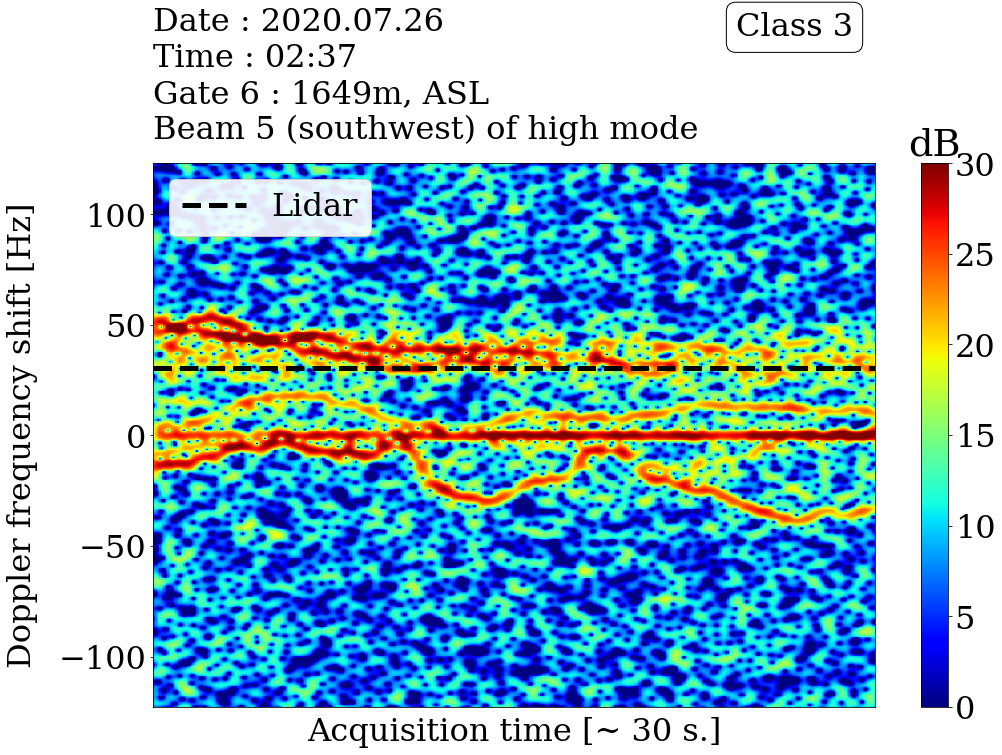 Date : 2020.07.26
Time : 02:37
Gate 6 : 1649m, ASL
Beam 5 (southwest) of high mode
Class 3
dB
Lidar
Doppler frequency shift [Hz]
100
50
0
−50
−100
30
25
20
15
10
5
0
Acquisition time [~ 30 s.]